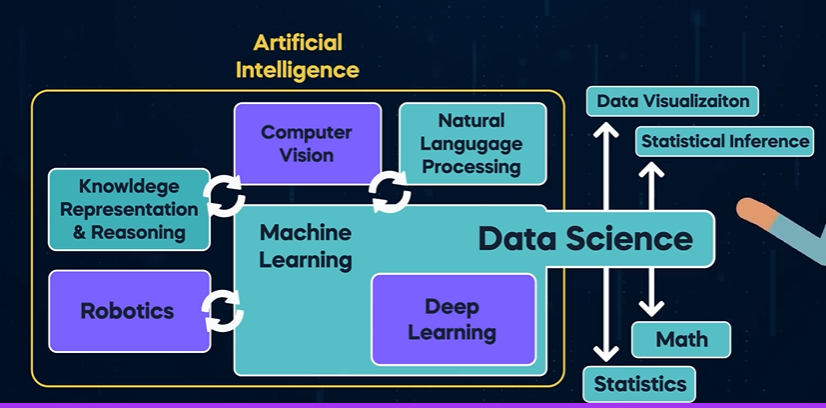 Artificial
Intelligence
Computer
Vision
Natural
Langugage
Processing
Data Visualizaiton
Statistical Inference
Knowldege
Representation
& Reasoning
Machine
Learning
Data Science
Robotics
Deep
Learning
Math
Statistics